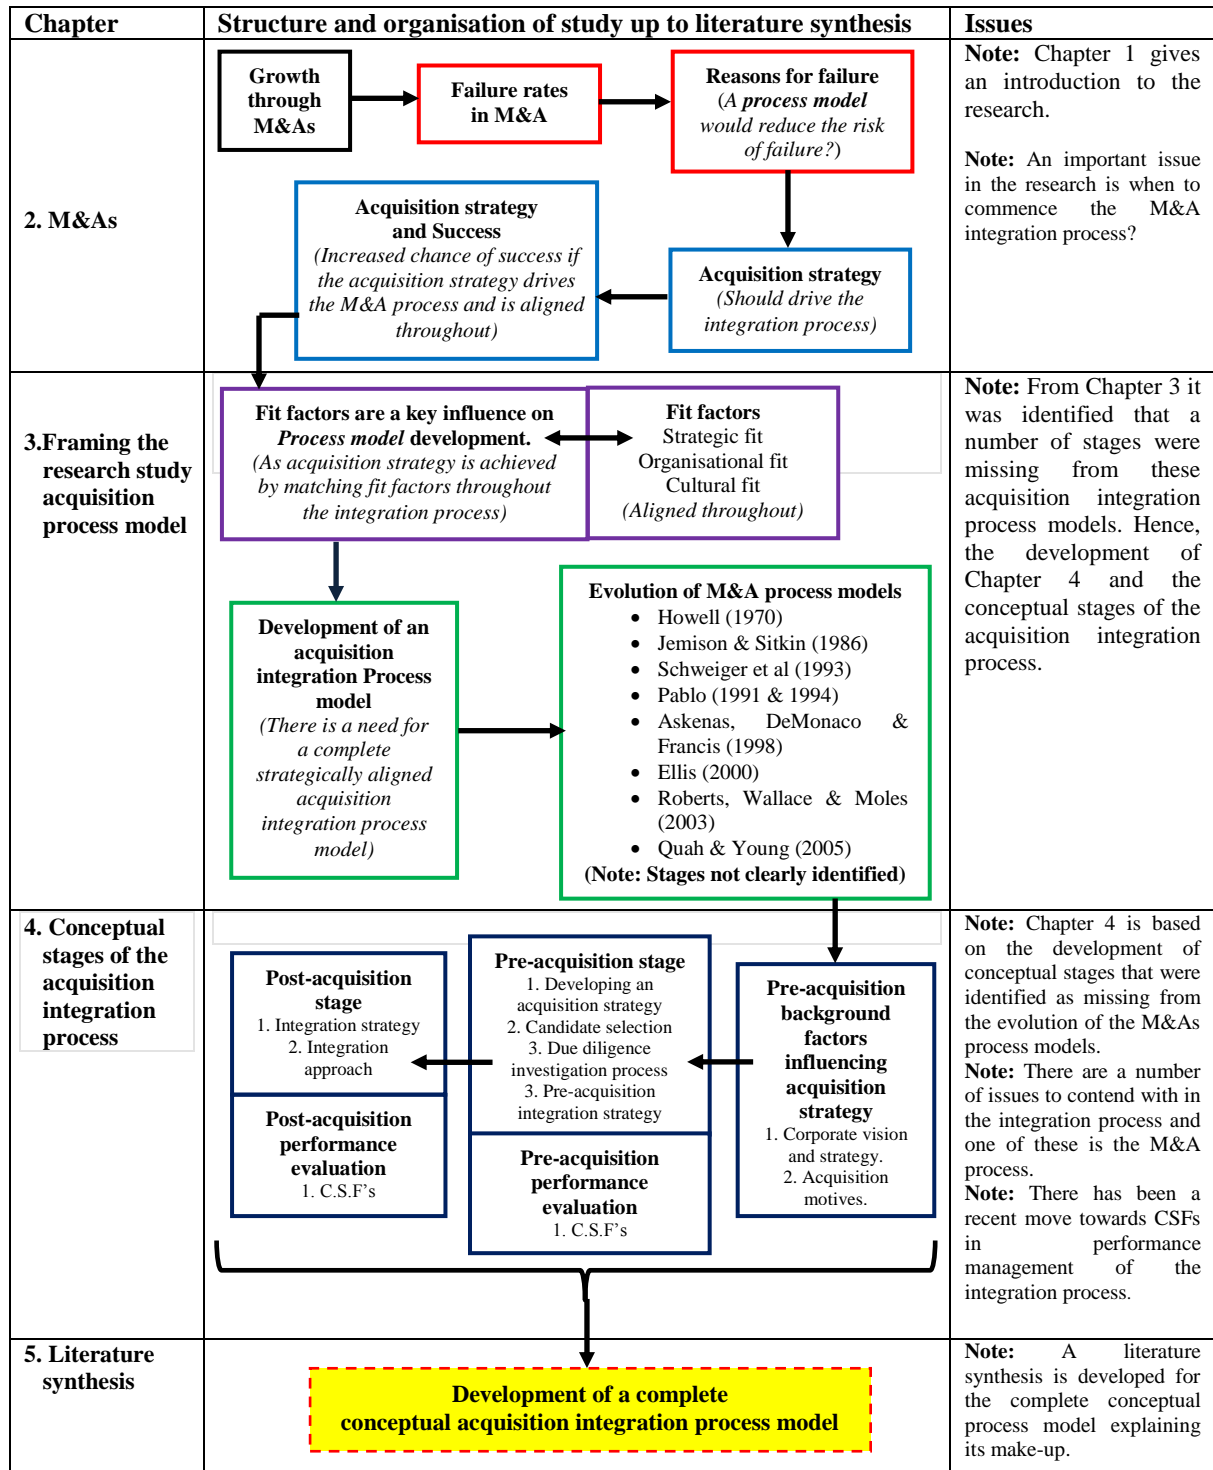 Chapter
Structure and organisation of study up to literature synthesis
Issues
2. M&As
Growth
through
M&As
Failure rates
in M&A
Reasons for failure
(A process model
would reduce the risk
of failure?)
Acquisition strategy
and Success
(Increased chance of success if
the acquisition strategy drives
the M&A process and is aligned
throughout)
Acquisition strategy
(Should drive the
integration process)
Note: Chapter 1 gives
an introduction to the
research.
Note: An important issue
in the research is when to
commence the M&A
integration process?
3.Framing the
research study
acquisition
process model
Fit factors are a key influence on
Process model development.
(As acquisition strategy is achieved
by matching fit factors throughout
the integration process)
Fit factors
Strategic fit
Organisational fit
Cultural fit
(Aligned throughout)
Development of an
acquisition
integration Process
model
(There is a need for
a complete
strategically aligned
acquisition
integration process
model)
Evolution of M&A process models
• Howell (1970)
• Jemison & Sitkin (1986)
• Schweiger et al (1993)
• Pablo (1991 & 1994)
• Askenas, DeMonaco &
Francis (1998)
• Ellis (2000)
• Roberts, Wallace & Moles
(2003)
• Quah & Young (2005)
(Note: Stages not clearly identified)
Note: From Chapter 3 it
was identified that a
number of stages were
missing from these
acquisition integration
process models. Hence,
the development of
Chapter 4 and the
conceptual stages of the
acquisition integration
process.
4. Conceptual
stages of the
acquisition
integration
process
Post-acquisition
stage
1. Integration strategy
2. Integration
approach
Post-acquisition
performance
evaluation
1. C.S.F's
Pre-acquisition stage
1. Developing an
acquisition strategy
2. Candidate selection
3. Due diligence
investigation process
3. Pre-acquisition
integration strategy
Pre-acquisition
performance
evaluation
1. C.S.F's
Pre-acquisition
background
factors
influencing
acquisition
strategy
1. Corporate vision
and strategy.
2. Acquisition
motives.
Note: Chapter 4 is based
on the development of
conceptual stages that were
identified as missing from
the evolution of the M&As
process models.
Note: There are a number
of issues to contend with in
the integration process and
one of these is the M&A
process.
Note: There has been a
recent move towards CSFs
in performance
management of the
integration process.
5. Literature
synthesis
Development of a complete
conceptual acquisition integration process model
Note: A literature
synthesis is developed for
the complete conceptual
process model explaining
its make-up.